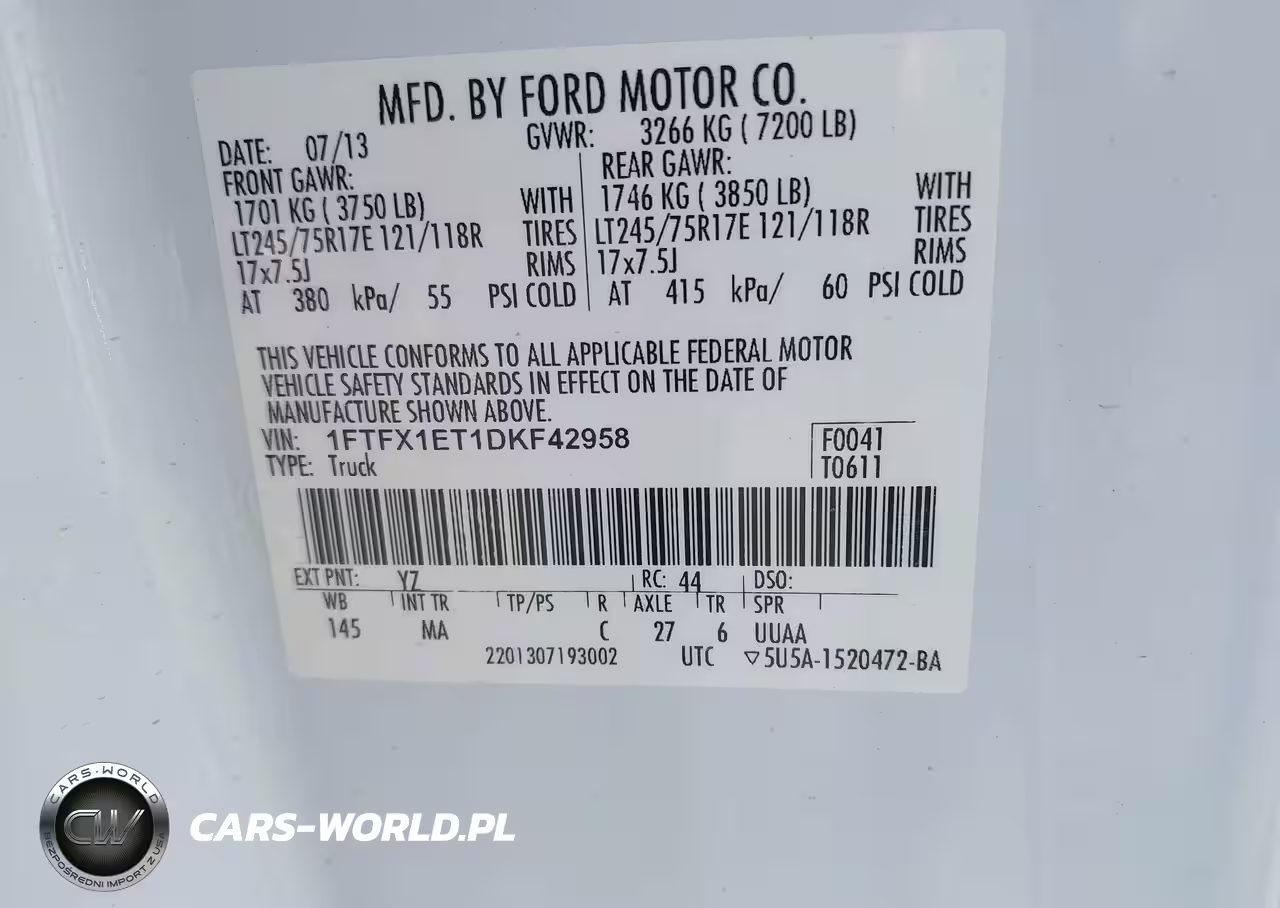 MFD. BY FORD MOTOR CO.
DATE: 07/13 GVWR: 3266 KG ( 7200 LB)
FRONT GAWR: REAR GAWR:
1701 KG ( 3750 LB) WITH 1746 KG ( 3850 LB) WITH
LT245/75R17E 121/118R TIRES LT245/75R17E 121/118R TIRES
17x7.5J RIMS 17x7.5J RIMS
AT 380 kPa/ 55 PSI COLD AT 415 kPa/ 60 PSI COLD
THIS VEHICLE CONFORMS TO ALL APPLICABLE FEDERAL MOTOR
VEHICLE SAFETY STANDARDS IN EFFECT ON THE DATE OF
MANUFACTURE SHOWN ABOVE.
VIN: 1FTFX1ET1DKF42958 F0041
TYPE: Truck T0611
EXT PNT: YZ RC: 44 DSO:
WB INT TR TP/PS R AXLE TR SPR
145 MA C 27 6 UUAA
2201307193002 UTC ▽5U5A-1520472-BA
CARS-WORLD
CW
BEZPOŚREDNI IMPORT Z USA
CARS-WORLD.PL